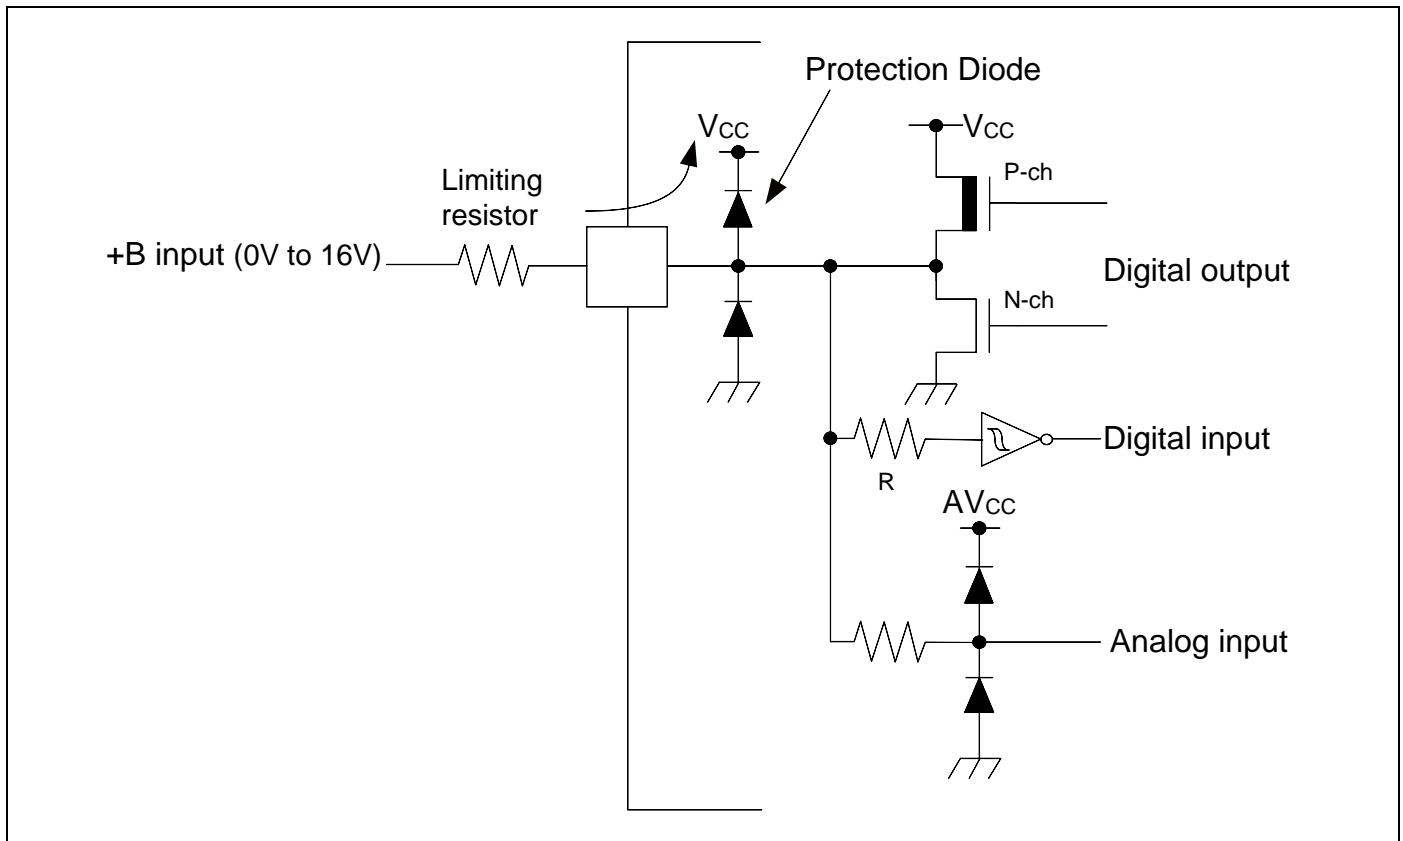 Protection Diode
VCC
VCC
P-ch
Limiting
resistor
+B input (0V to 16V)
Digital output
N-ch
Digital input
R
AVCC
Analog input